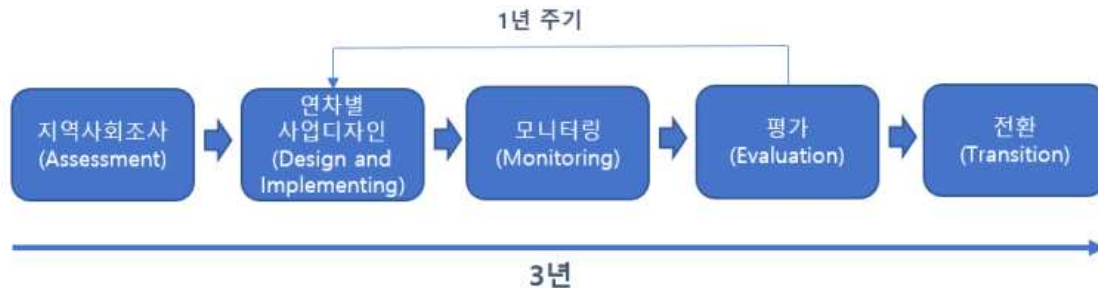 1년 주기
지역사회조사
(Assessment)
연차별
사업디자인
(Design and
Implementing)
모니터링
(Monitoring)
평가
(Evaluation)
전환
(Transition)
3년